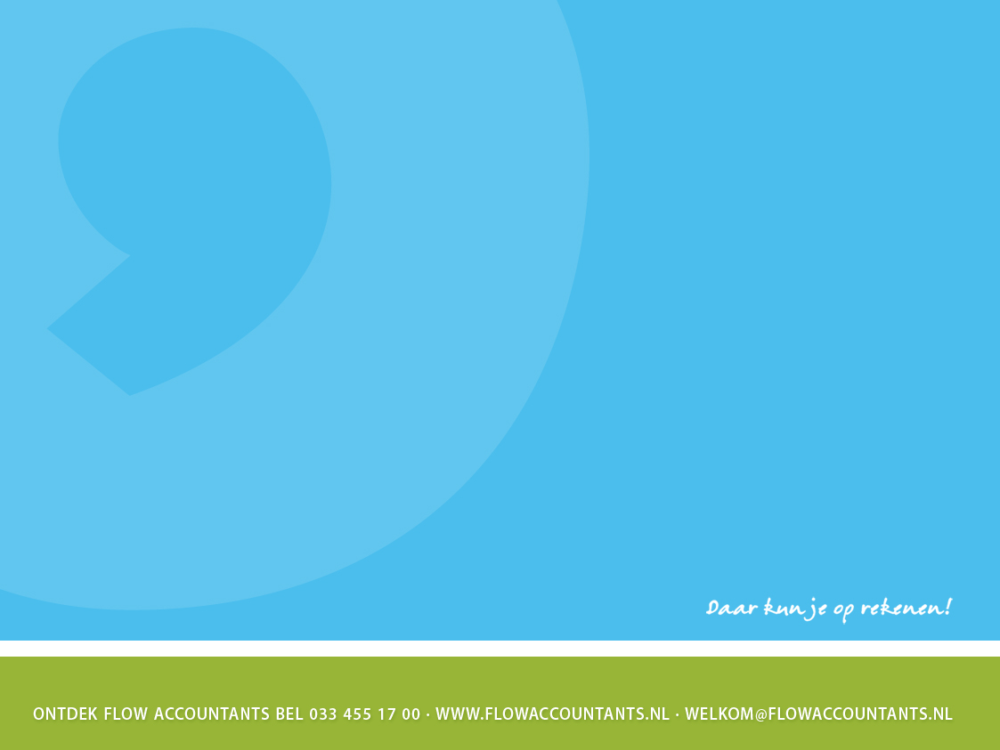 Daar kun je op rekenen!
ONTDEK FLOW ACCOUNTANTS BEL 033 455 17 00 · WWW.FLOWACCOUNTANTS.NL · WELKOM@FLOWACCOUNTANTS.NL